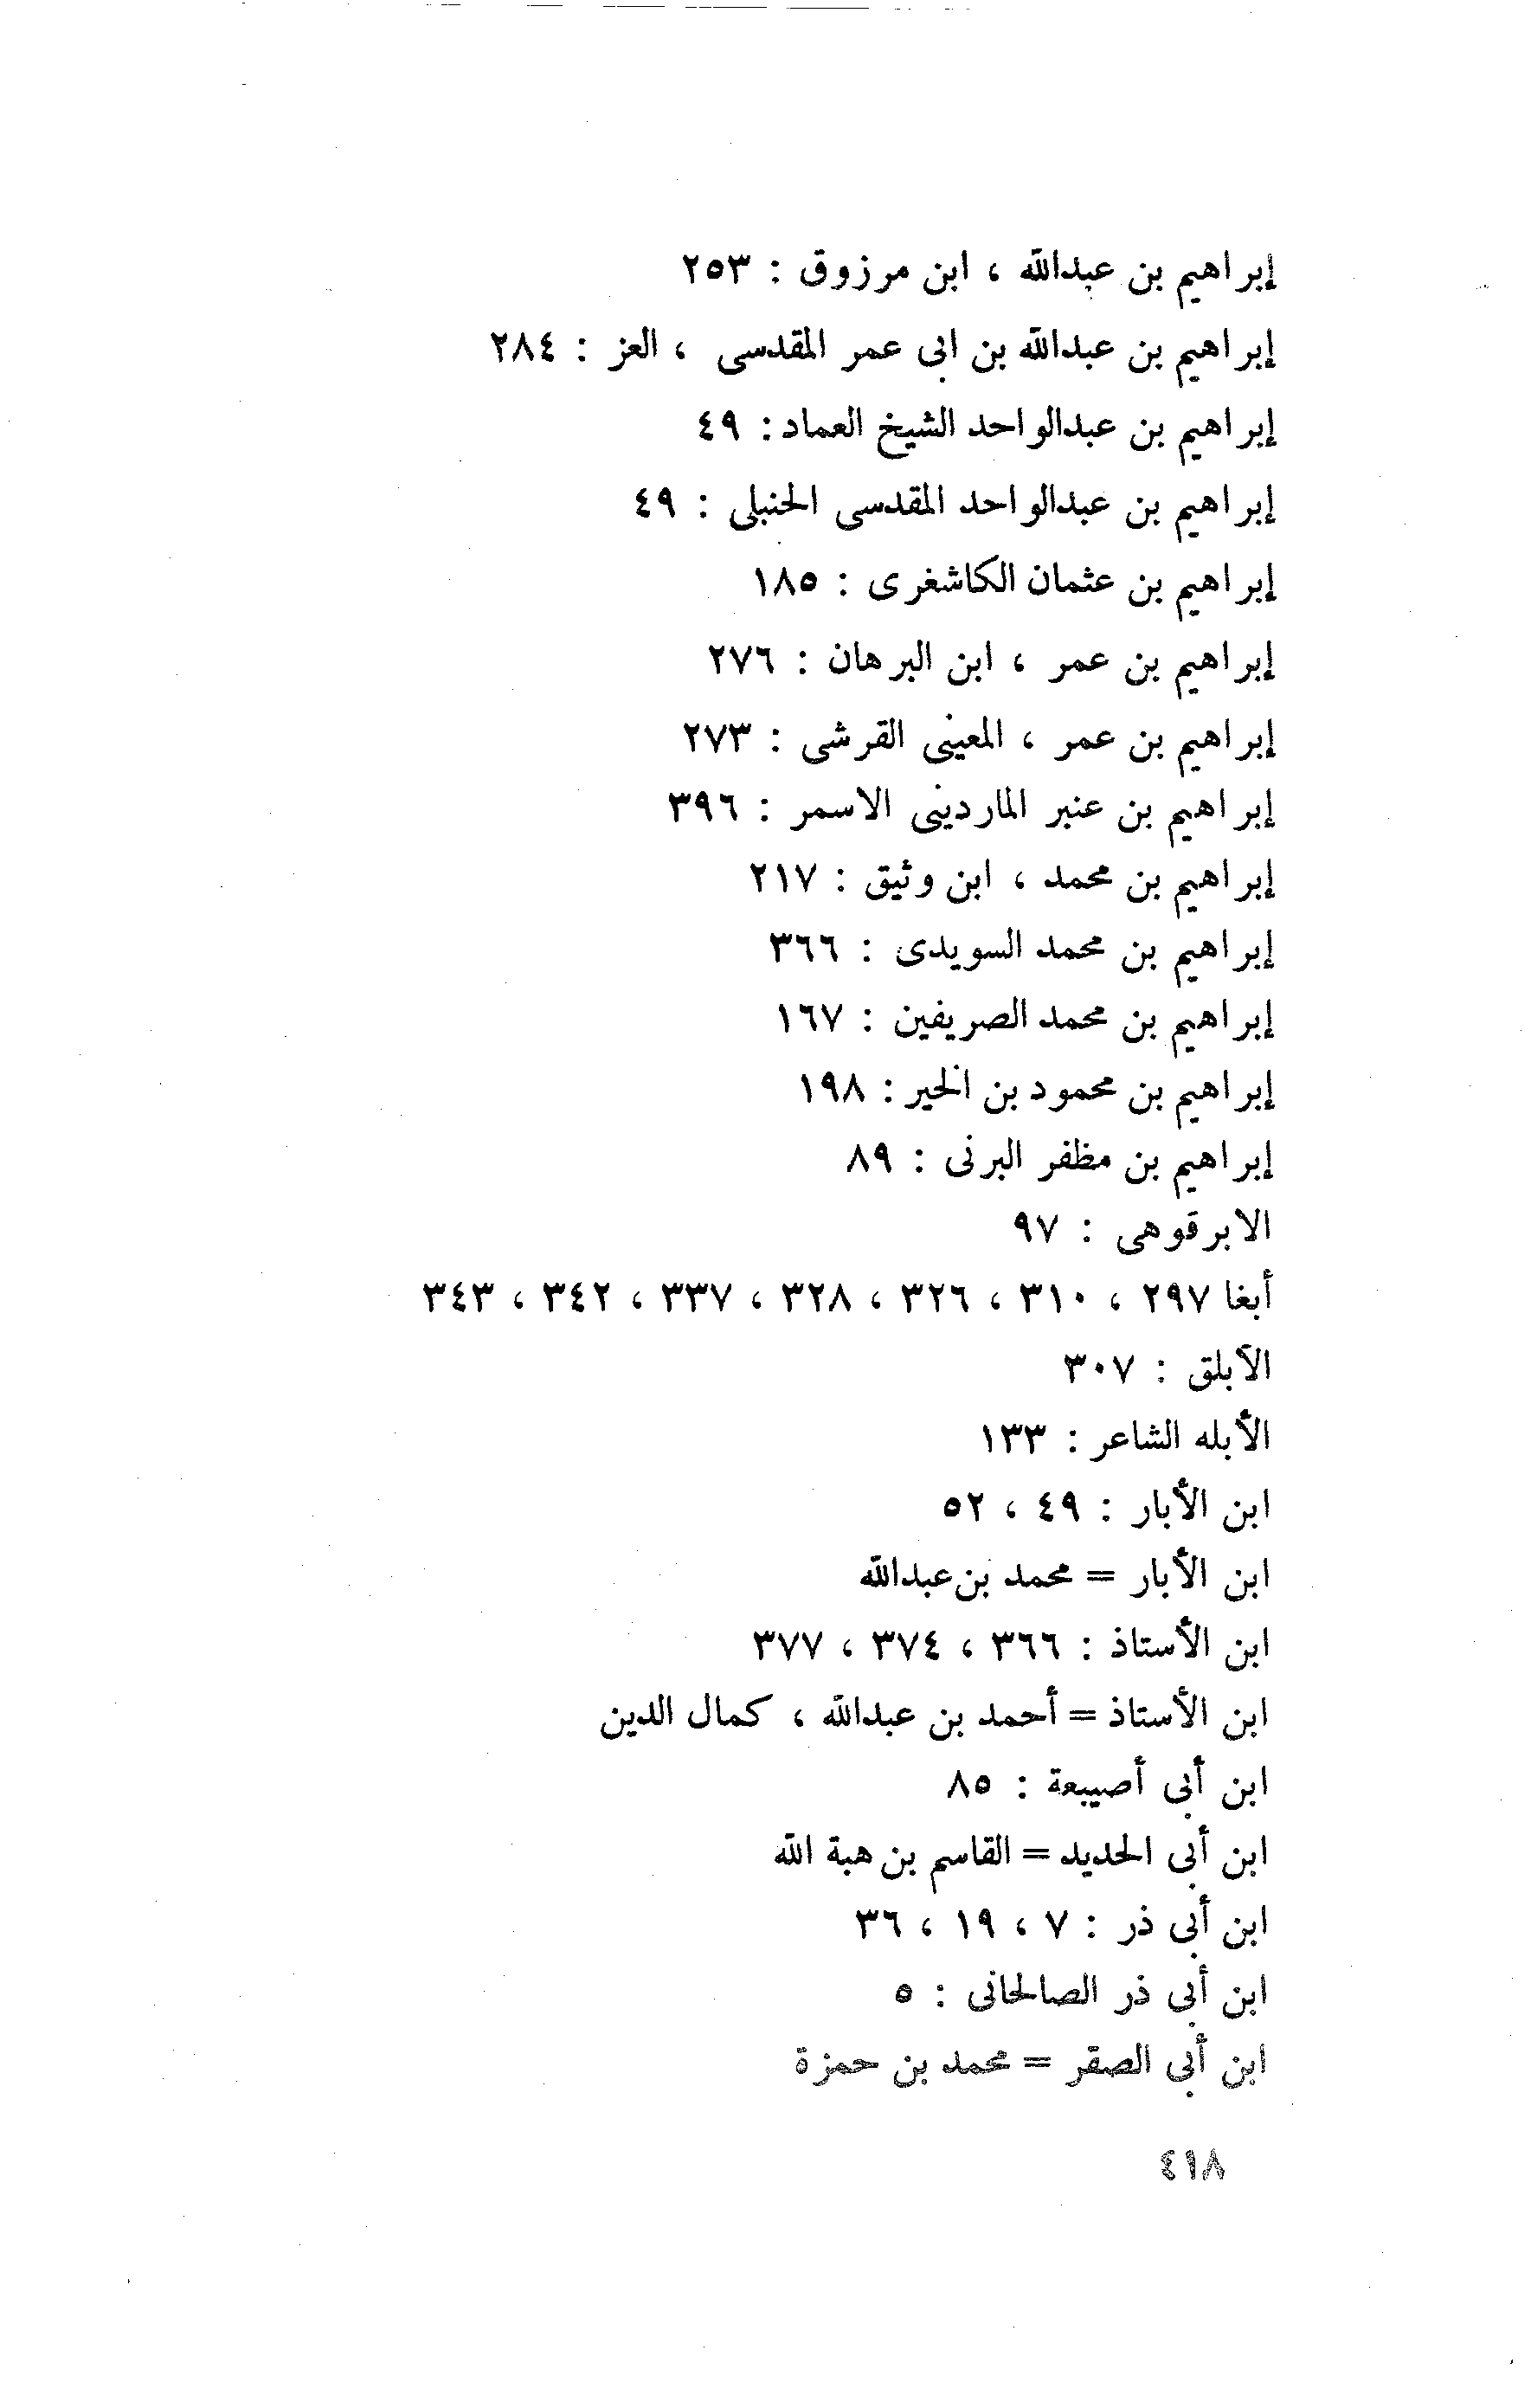 إبراهيم بن عبدالله ، ابن مرزوق : ٢٥٣
إبراهيم بن عبدالله بن ابى عمر المقدسى ، العز : ٢٨٤
إبراهيم بن عبدالواحد الشيخ العماد: ٤٩
إبراهيم بن عبدالواحد المقدسى الحنبلى : ٤٩
إبراهيم بن عثمان الكاشغرى : ١٨٥
إبراهيم بن عمر ، ابن البرهان : ٢٧٦
إبراهيم بن عمر ، المعينى القرشى : ٢٧٣
إبراهيم بن عنبر الماردينى الاسمر : ٣٩٦
إبراهيم بن محمد ، ابن وثيق : ٢١٧
إبراهيم بن محمد السويدى : ٣٦٦
إبراهيم بن محمد الصريفين : ١٦٧
إبراهيم بن محمود بن الخير : ١٩٨
إبراهيم بن مظفر البرنى : ٨٩
الابرقوهى : ٩٧
أبغا ٢٩٧ ، ٣١٠ ، ٣٢٦ ، ٣٢٨ ، ٣٣٧ ، ٣٤٢ ، ٣٤٣
الآبلق : ٣٠٧
الأبله الشاعر : ١٣٣
ابن الأبار : ٤٩ ، ٥٢
ابن الأبار = محمد بن عبدالله
ابن الأستاذ : ٣٦٦ ، ٣٧٤ ، ٣٧٧
ابن الأستاذ = أحمد بن عبدالله ، كمال الدين
ابن أبى أصيبعة : ٨٥
ابن أبى الحديد = القاسم بن هبة الله
ابن أبى ذر : ٧ ، ١٩ ، ٣٦
ابن أبى ذر الصالحانى : ٥
ابن أبى الصقر = محمد بن حمزة
٤١٨